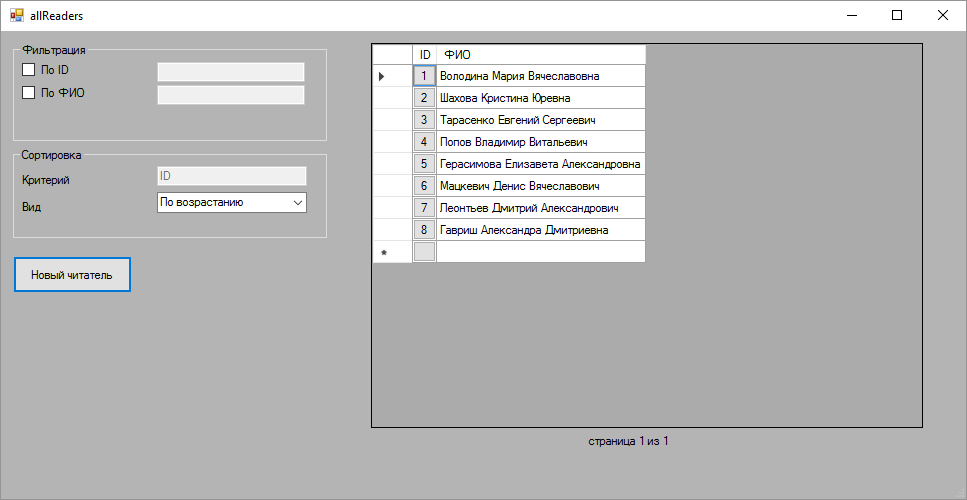 allReaders
Фильтрация
По ID
По ФИО
Сортировка
Критерий ID
Вид По возрастанию
Новый читатель
ID ФИО
1 Володина Мария Вячеславовна
2 Шахова Кристина Юревна
3 Тарасенко Евгений Сергеевич
4 Попов Владимир Витальевич
5 Герасимова Елизавета Александровна
6 Мацкевич Денис Вячеславович
7 Леонтьев Дмитрий Александрович
8 Гавриш Александра Дмитриевна
*
страница 1 из 1